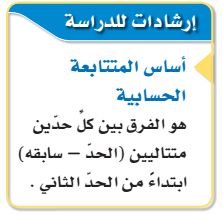 إرشادات للدراسة
أساس المتتابعة
الحسابية
هو الفرق بين كلِّ حدّين
متتاليين (الحدّ – سابقه)
ابتداءً من الحدّ الثاني .